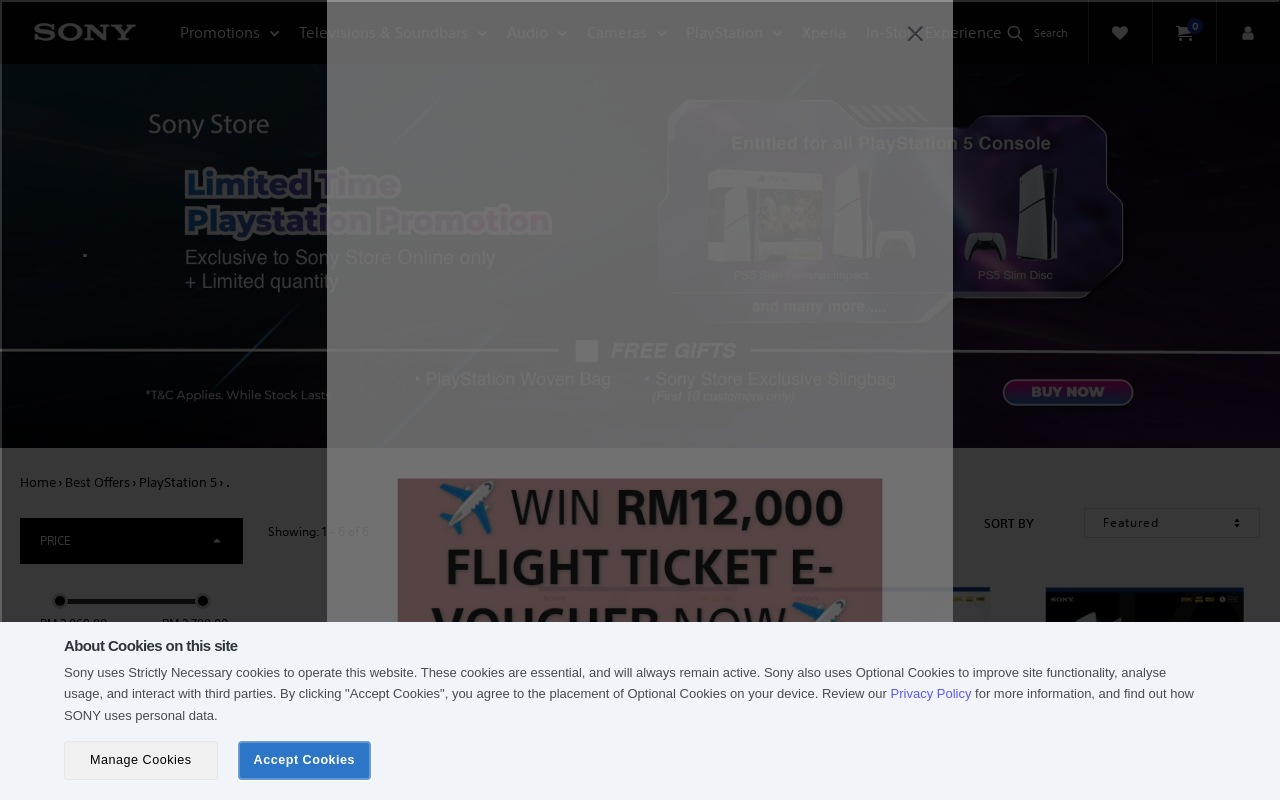 SONY
Promotions Televisions & Soundbars Audio Cameras PlayStation Xperia In-Store Experience Search 0
Sony Store
Limited Time
Playstation Promotion
Exclusive to Sony Store Online only
+ Limited quantity
Entitled for all PlayStation 5 Console
PS5 Slim Disc
and many more.....
FREE GIFTS
• PlayStation Woven Bag • Sony Store Exclusive Slingbag
(First 10 customers only)
*T&C Applies. While Stock Lasts
BUY NOW
Home › Best Offers › PlayStation 5 › .
PRICE
Showing: 1 - 6 of 6
SORT BY
Featured
WIN RM12,000
FLIGHT TICKET E-
VOUCHER NOW
SONY
About Cookies on this site
Sony uses Strictly Necessary cookies to operate this website. These cookies are essential, and will always remain active. Sony also uses Optional Cookies to improve site functionality, analyse
usage, and interact with third parties. By clicking "Accept Cookies", you agree to the placement of Optional Cookies on your device. Review our Privacy Policy for more information, and find out how
SONY uses personal data.
Manage Cookies
Accept Cookies